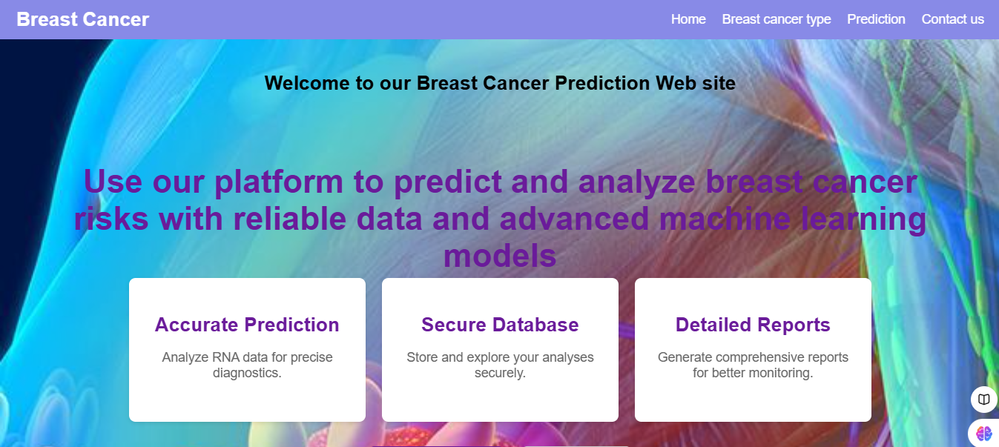 Breast Cancer
Home Breast cancer type Prediction Contact us
Welcome to our Breast Cancer Prediction Web site
Use our platform to predict and analyze breast cancer
risks with reliable data and advanced machine learning
models
Accurate Prediction
Analyze RNA data for precise
diagnostics.
Secure Database
Store and explore your analyses
securely.
Detailed Reports
Generate comprehensive reports
for better monitoring.